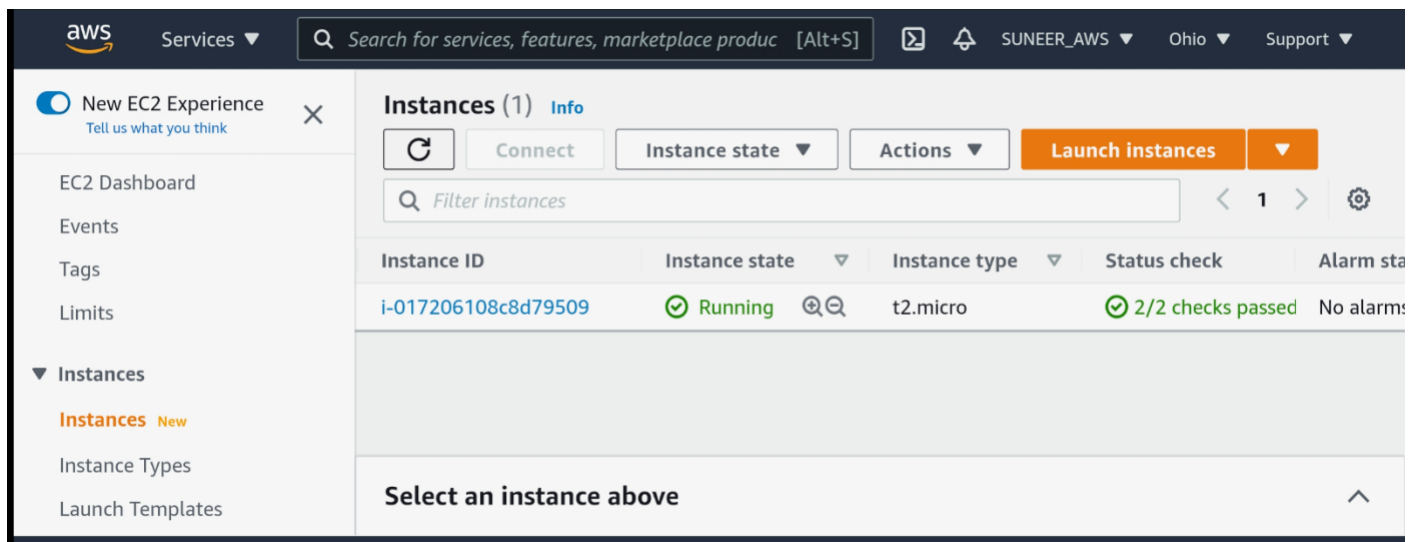 aws Services ▼ Search for services, features, marketplace produc [Alt+S] SUNEER_AWS ▼ Ohio ▼ Support ▼
New EC2 Experience
Tell us what you think
EC2 Dashboard
Events
Tags
Limits
▼ Instances
Instances New
Instance Types
Launch Templates
Instances (1) Info
Connect Instance state ▼ Actions ▼ Launch instances ▼
Filter instances
1
Instance ID Instance state Instance type Status check Alarm sta
i-017206108c8d79509 Running t2.micro 2/2 checks passed No alarms
Select an instance above